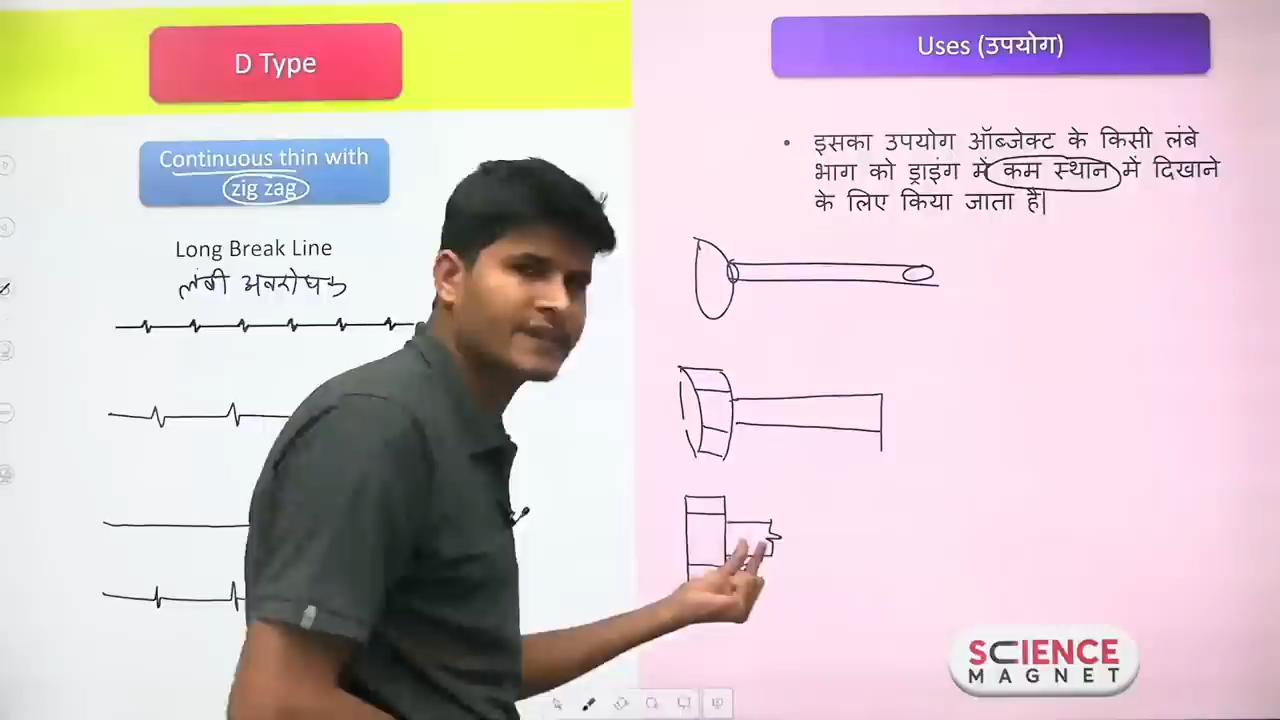 D Type
Continuous thin with
zig zag
Long Break Line
लंबी अवरोधक
Uses (उपयोग)
• इसका उपयोग ऑब्जेक्ट के किसी लंबे
भाग को ड्राइंग में कम स्थान में दिखाने
के लिए किया जाता है|
SCIENCE
MAGNET